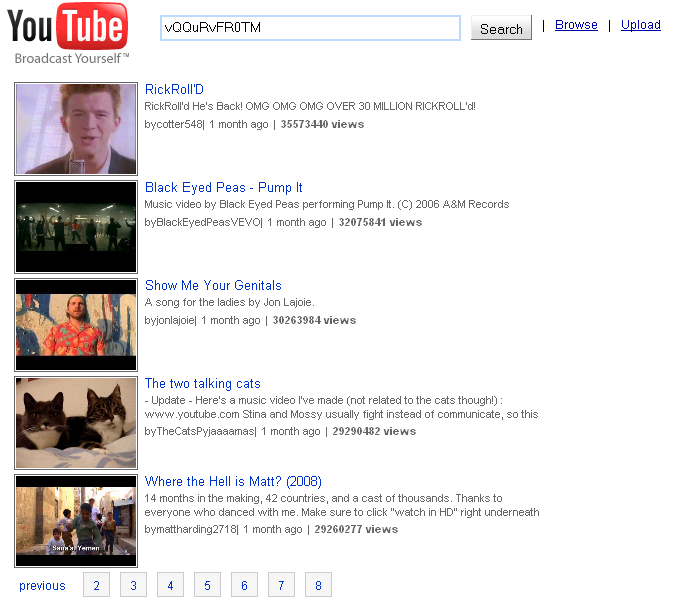 YouTube
Broadcast Yourself™
vQQuRvFR0TM
Search | Browse | Upload
RickRoll'D
RickRoll'd He's Back! OMG OMG OMG OVER 30 MILLION RICKROLL'd!
bycotter548| 1 month ago | 35573440 views
Black Eyed Peas - Pump It
Music video by Black Eyed Peas performing Pump It. (C) 2006 A&M Records
byBlackEyedPeasVEVO| 1 month ago | 32075841 views
Show Me Your Genitals
A song for the ladies by Jon Lajoie.
byjonlajoie| 1 month ago | 30263984 views
The two talking cats
- Update - Here's a music video I've made (not related to the cats though!) :
www.youtube.com Stina and Mossy usually fight instead of communicate, so this
byTheCatsPyjaaamas| 1 month ago | 29290482 views
Where the Hell is Matt? (2008)
14 months in the making, 42 countries, and a cast of thousands. Thanks to
everyone who danced with me. Make sure to click "watch in HD" right underneath
bymattharding2718| 1 month ago | 29260277 views
Sana'a, Yemen
previous 2 3 4 5 6 7 8